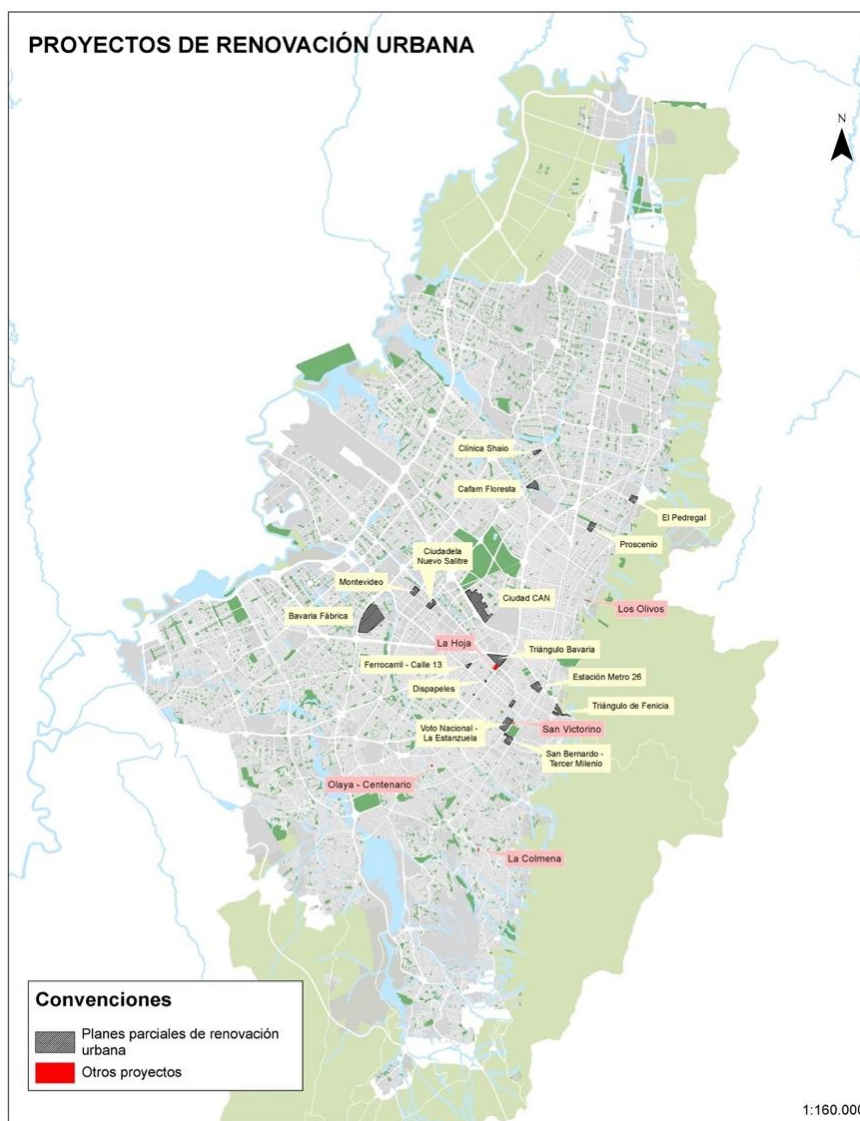 PROYECTOS DE RENOVACIÓN URBANA
N
Clínica Shaio
Cafam Floresta
El Pedregal
Proscenio
Ciudadela
Nuevo Salitre
Montevideo
Ciudad CAN
Bavaria Fábrica
Los Olivos
La Hoja
Triángulo Bavaria
Ferrocarril - Calle 13
Estación Metro 26
Dispapeles
Triángulo de Fenicia
Voto Nacional -
La Estanzuela
San Victorino
San Bernardo -
Tercer Milenio
Olaya - Centenario
La Colmena
Convenciones
Planes parciales de renovación
urbana
Otros proyectos
1:160.000